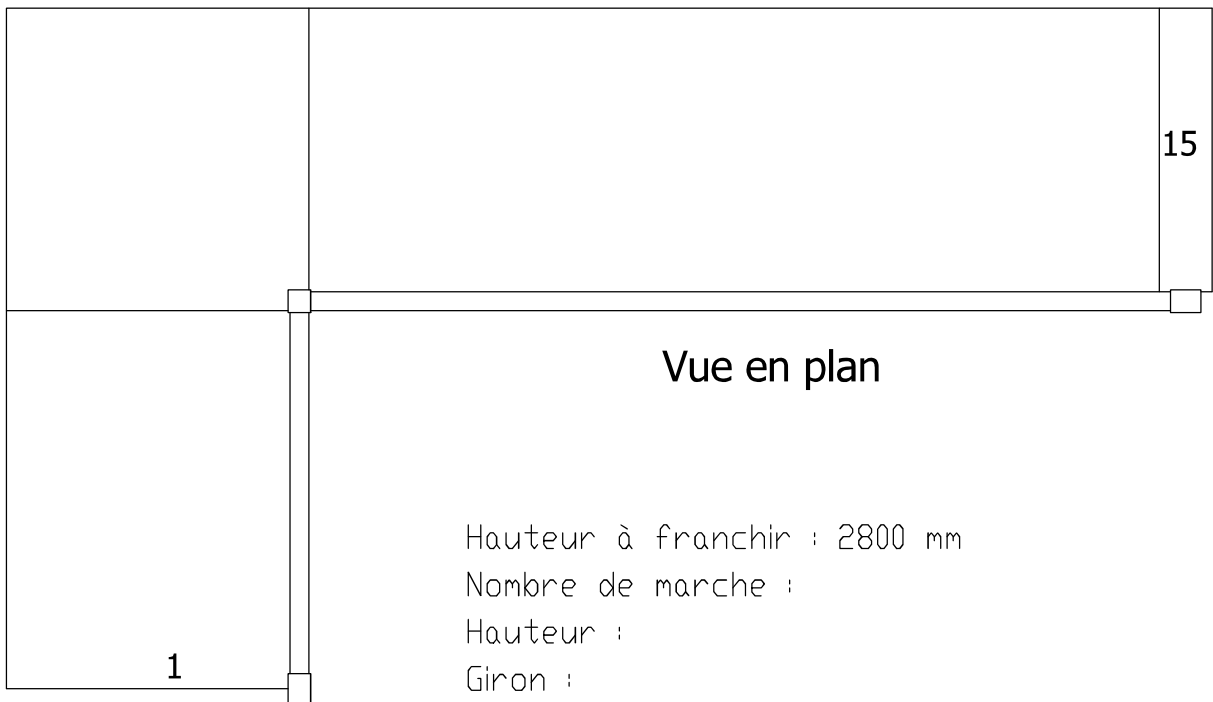 15
Vue en plan
Hauteur à franchir : 2800 mm
Nombre de marche :
Hauteur :
1
Giron :